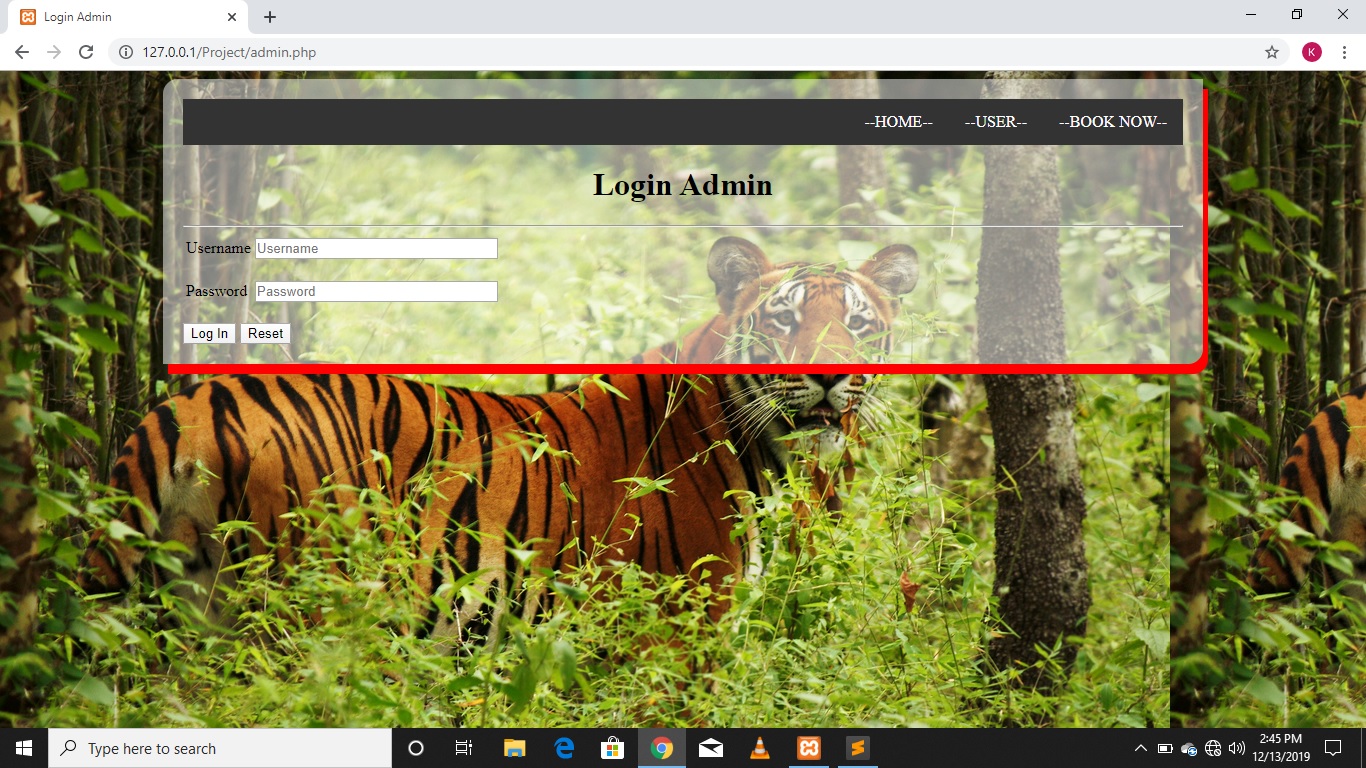 Login Admin
127.0.0.1/Project/admin.php
K
--HOME-- --USER-- --BOOK NOW--
Login Admin
Username Username
Password Password
Log In Reset
Type here to search
2:45 PM
12/13/2019